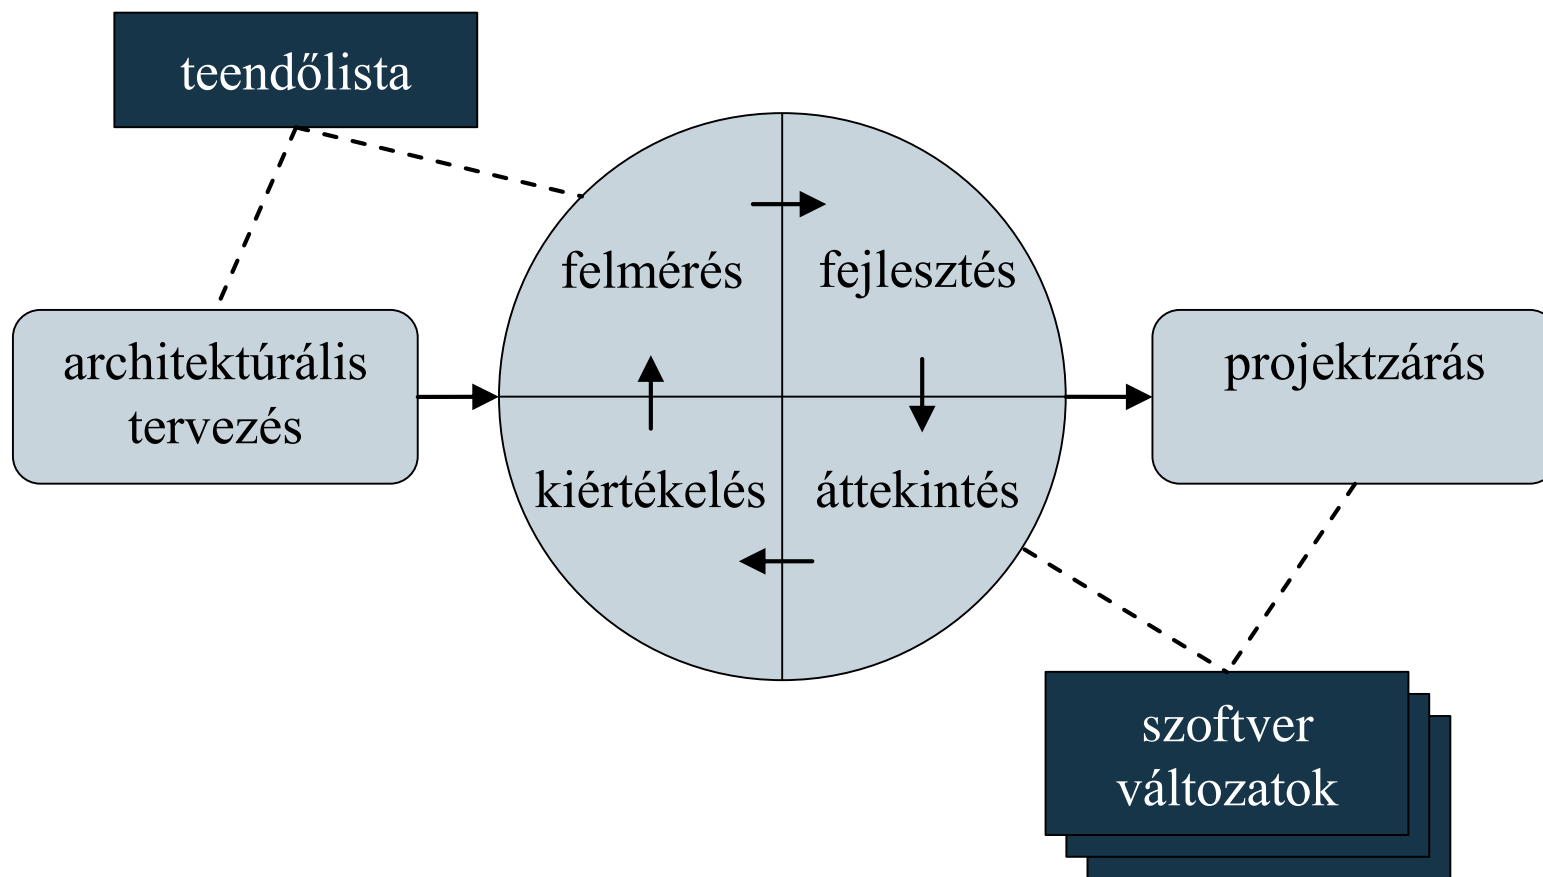 teendőlista
felmérés
fejlesztés
architektúrális
tervezés
projektzárás
kiértékelés
áttekintés
szoftver
változatok